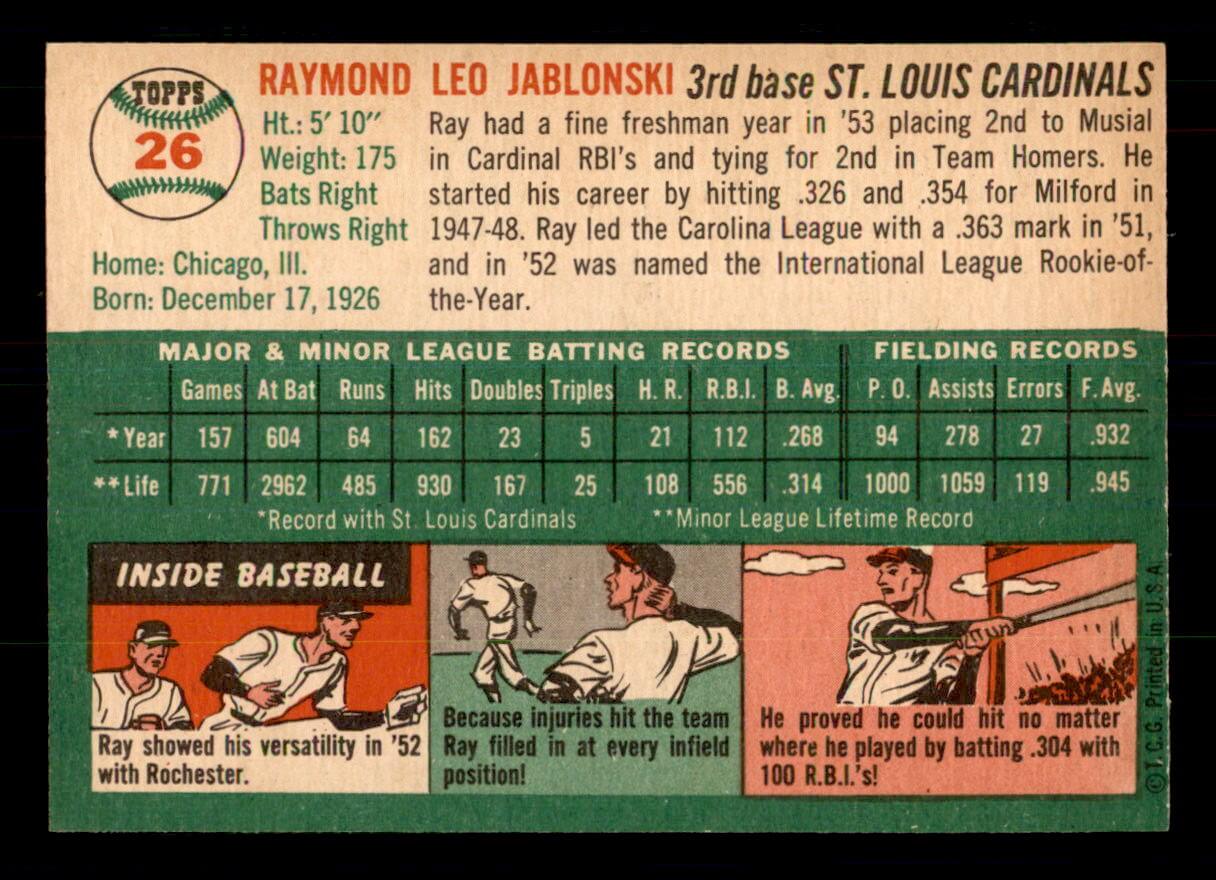 TOPPS
26
RAYMOND LEO JABLONSKI 3rd base ST. LOUIS CARDINALS
Ht.: 5' 10"
Weight: 175
Bats Right
Throws Right
Home: Chicago, Ill.
Born: December 17, 1926
Ray had a fine freshman year in '53 placing 2nd to Musial
in Cardinal RBI's and tying for 2nd in Team Homers. He
started his career by hitting .326 and .354 for Milford in
1947-48. Ray led the Carolina League with a .363 mark in '51,
and in '52 was named the International League Rookie-of-
the-Year.
MAJOR & MINOR LEAGUE BATTING RECORDS FIELDING RECORDS
Games At Bat Runs Hits Doubles Triples H. R. R.B.I. B. Avg. P. O. Assists Errors F. Avg.
* Year 157 604 64 162 23 5 21 112 .268 94 278 27 .932
** Life 771 2962 485 930 167 25 108 556 .314 1000 1059 119 .945
*Record with St. Louis Cardinals **Minor League Lifetime Record
INSIDE BASEBALL
Ray showed his versatility in '52
with Rochester.
Because injuries hit the team
Ray filled in at every infield
position!
He proved he could hit no matter
where he played by batting .304 with
100 R.B.I.'s!
© T. C. G. Printed in U. S. A.